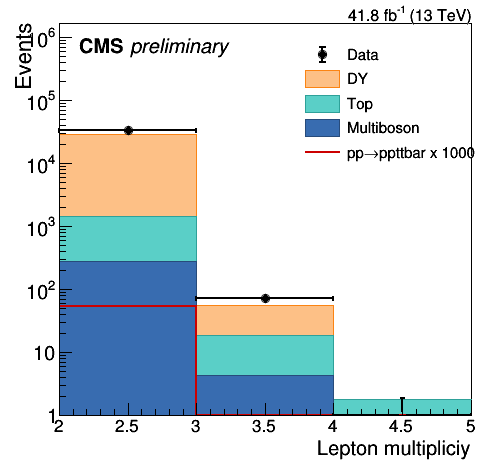 41.8 fb-1 (13 TeV)
CMS preliminary
Events
Data
DY
Top
Multiboson
pp→ppttbar x 1000
10^6
10^5
10^4
10^3
10^2
10
1
2 2.5 3 3.5 4 4.5 5
Lepton multipliciy